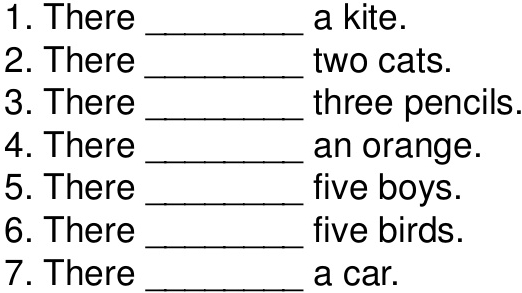 1. There ________ a kite.
2. There ________ two cats.
3. There ________ three pencils.
4. There ________ an orange.
5. There ________ five boys.
6. There ________ five birds.
7. There ________ a car.